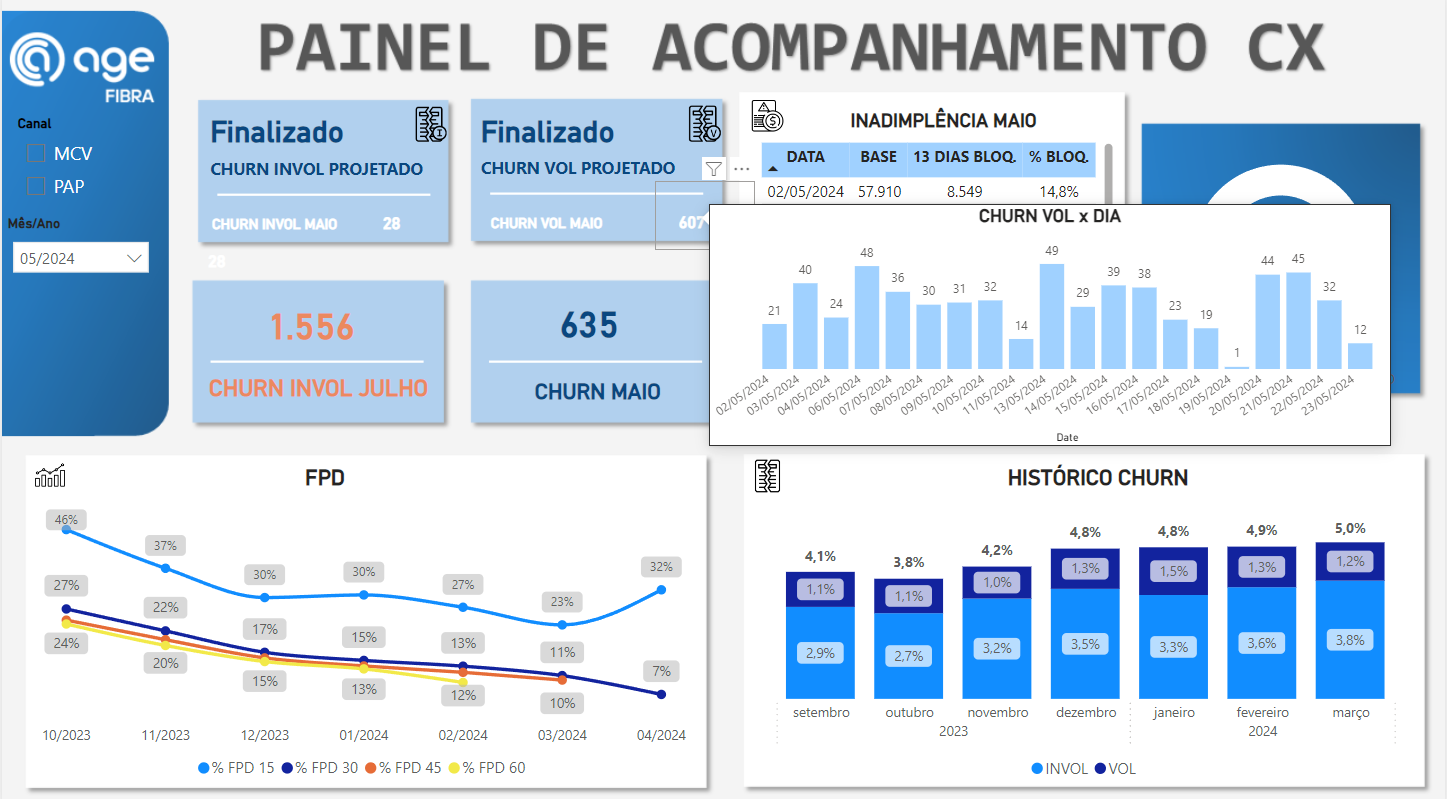 PAINEL DE ACOMPANHAMENTO CX
age
FIBRA
Canal
MCV
PAP
Mês/Ano
05/2024
Finalizado
CHURN INVOL PROJETADO
CHURN INVOL MAIO 28
28
Finalizado
CHURN VOL PROJETADO
CHURN VOL MAIO 607
INADIMPLÊNCIA MAIO
DATA BASE 13 DIAS BLOQ. % BLOQ.
02/05/2024 57.910 8.549 14,8%
1.556
CHURN INVOL JULHO
635
CHURN MAIO
CHURN VOL x DIA
21 40 24 48 36 30 31 32 14 49 29 39 38 23 19 1 44 45 32 12
02/05/2024 03/05/2024 04/05/2024 06/05/2024 07/05/2024 08/05/2024 09/05/2024 10/05/2024 11/05/2024 13/05/2024 14/05/2024 15/05/2024 16/05/2024 17/05/2024 18/05/2024 19/05/2024 20/05/2024 21/05/2024 22/05/2024 23/05/2024
Date
FPD
46% 37% 30% 30% 27% 23% 32%
27% 22% 17% 15% 13% 11% 7%
24% 20% 15% 13% 12% 10%
10/2023 11/2023 12/2023 01/2024 02/2024 03/2024 04/2024
% FPD 15 % FPD 30 % FPD 45 % FPD 60
HISTÓRICO CHURN
4,1% 3,8% 4,2% 4,8% 4,8% 4,9% 5,0%
1,1% 1,1% 1,0% 1,3% 1,5% 1,3% 1,2%
2,9% 2,7% 3,2% 3,5% 3,3% 3,6% 3,8%
setembro outubro novembro dezembro janeiro fevereiro março
2023 2024
INVOL VOL